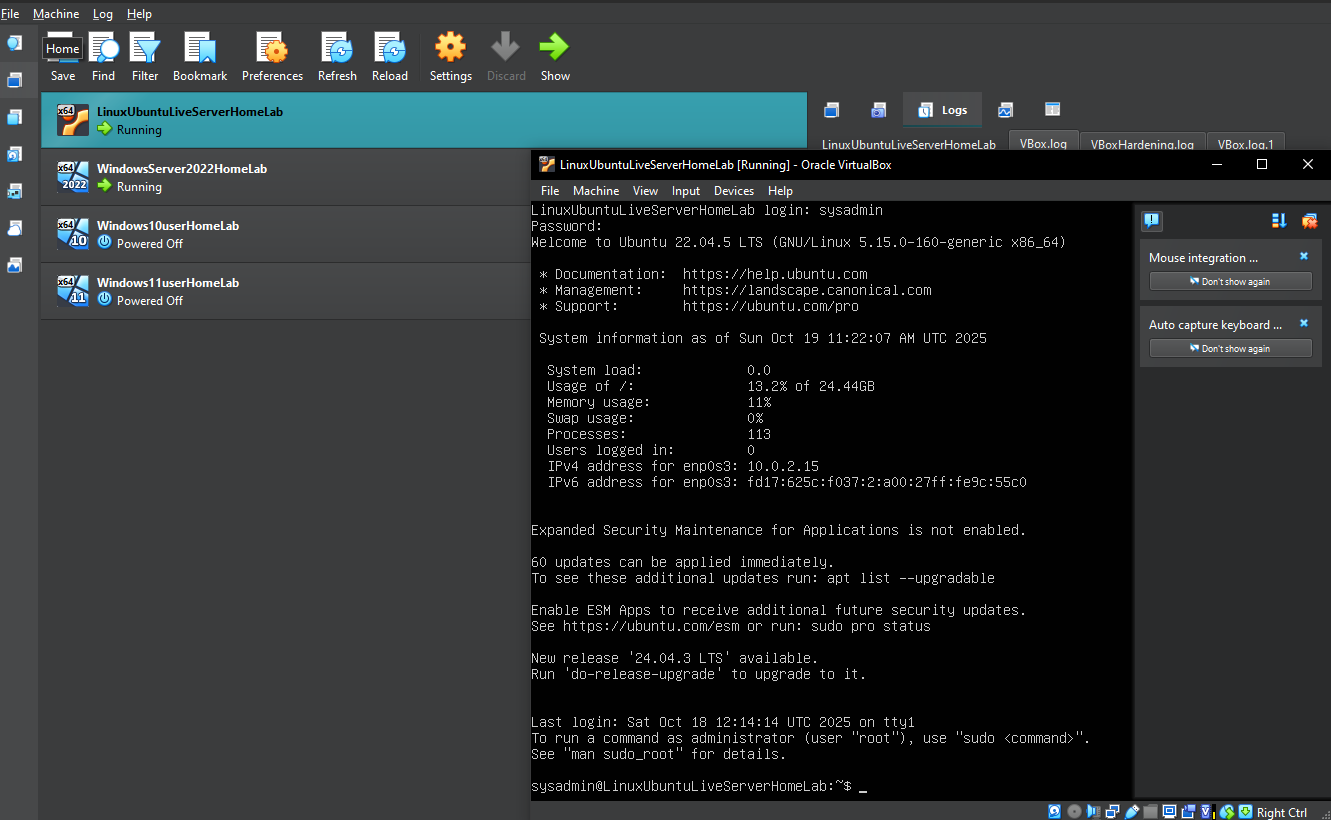 File Machine Log Help
Home
Save Find Filter Bookmark Preferences Refresh Reload Settings Discard Show
x64 LinuxUbuntuLiveServerHomeLab
Running
x64 2022 WindowsServer2022HomeLab
Running
x64 10 Windows10userHomeLab
Powered Off
x64 11 Windows11userHomeLab
Powered Off
Logs
LinuxUbuntuLiveServerHomeLab VBox.log VBoxHardening.log VBox.log.1
LinuxUbuntuLiveServerHomeLab [Running] - Oracle VirtualBox
File Machine View Input Devices Help
LinuxUbuntuLiveServerHomeLab login: sysadmin
Password:
Welcome to Ubuntu 22.04.5 LTS (GNU/Linux 5.15.0-160-generic x86_64)
* Documentation: https://help.ubuntu.com
* Management: https://landscape.canonical.com
* Support: https://ubuntu.com/pro
System information as of Sun Oct 19 11:22:07 AM UTC 2025
System load: 0.0
Usage of /: 13.2% of 24.44GB
Memory usage: 11%
Swap usage: 0%
Processes: 113
Users logged in: 0
IPv4 address for enp0s3: 10.0.2.15
IPv6 address for enp0s3: fd17:625c:f037:2:a00:27ff:fe9c:55c0
Expanded Security Maintenance for Applications is not enabled.
60 updates can be applied immediately.
To see these additional updates run: apt list --upgradable
Enable ESM Apps to receive additional future security updates.
See https://ubuntu.com/esm or run: sudo pro status
New release '24.04.3 LTS' available.
Run 'do-release-upgrade' to upgrade to it.
Last login: Sat Oct 18 12:14:14 UTC 2025 on tty1
To run a command as administrator (user "root"), use "sudo <command>".
See "man sudo_root" for details.
sysadmin@LinuxUbuntuLiveServerHomeLab:~$ _
Mouse integration ...
Don't show again
Auto capture keyboard ...
Don't show again
Right Ctrl